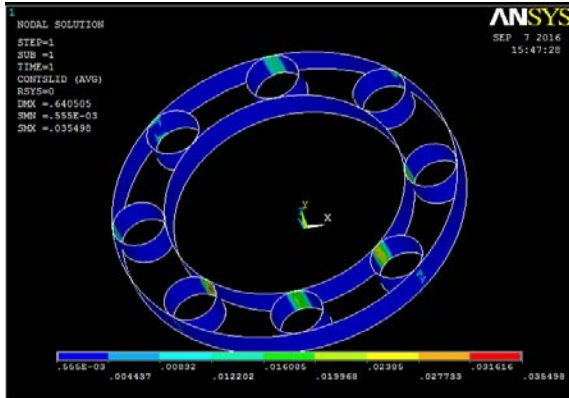 1
NODAL SOLUTION
STEP=1
SUB =1
TIME=1
CONTSLID (AVG)
RSYS=0
DMX =.640505
SMN =.555E-03
SMX =.035498
ANSYS
SEP 7 2016
15:47:28
Y
X
.555E-03 .00832 .016085 .02385 .031616
.004437 .012202 .019968 .027733 .035498